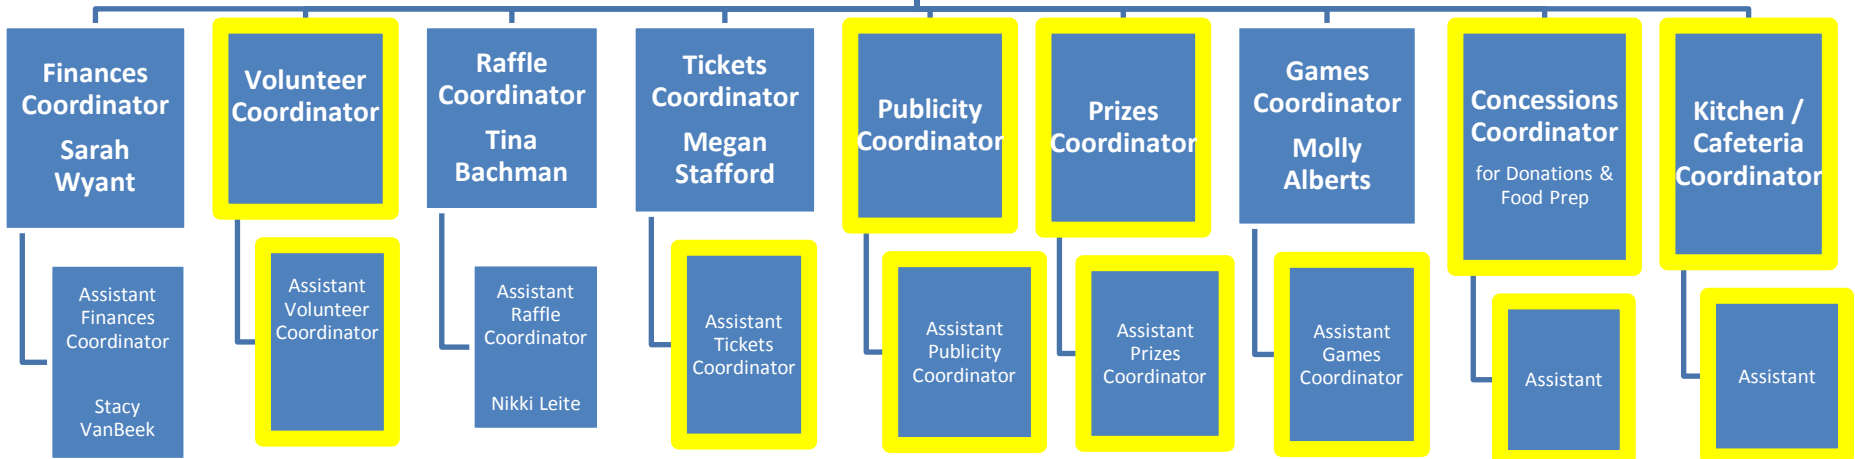 Finances
Coordinator
Sarah
Wyant
Assistant
Finances
Coordinator
Stacy
VanBeek
Volunteer
Coordinator
Assistant
Volunteer
Coordinator
Raffle
Coordinator
Tina
Bachman
Assistant
Raffle
Coordinator
Nikki Leite
Tickets
Coordinator
Megan
Stafford
Assistant
Tickets
Coordinator
Publicity
Coordinator
Assistant
Publicity
Coordinator
Prizes
Coordinator
Assistant
Prizes
Coordinator
Games
Coordinator
Molly
Alberts
Assistant
Games
Coordinator
Concessions
Coordinator
for Donations &
Food Prep
Assistant
Kitchen /
Cafeteria
Coordinator
Assistant